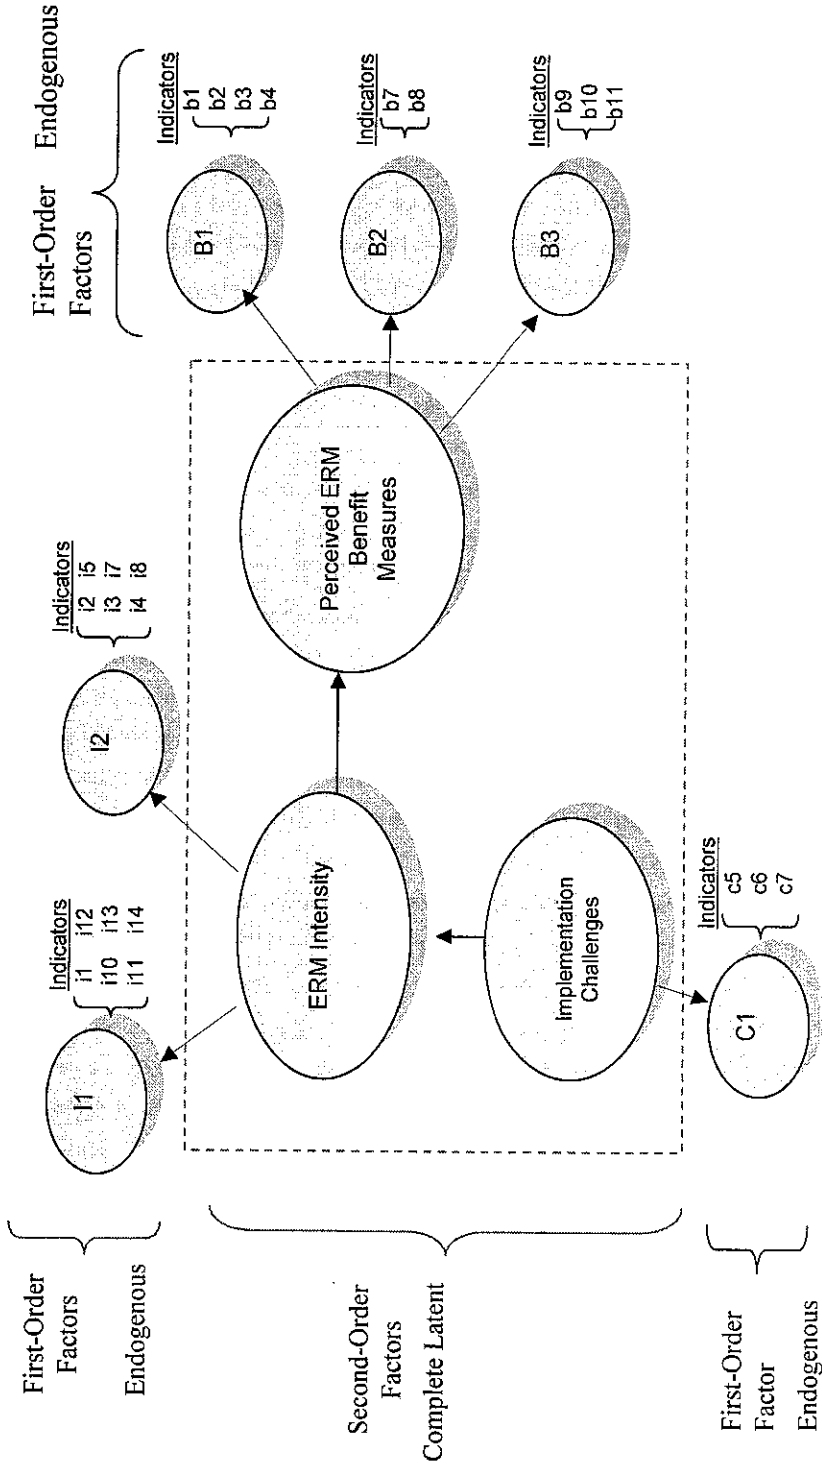 First-Order
Factors
Endogenous
I1
Indicators
i1 i12
i10 i13
i11 i14
I2
Indicators
i2 i5
i3 i7
i4 i8
First-Order Endogenous
Factors
B1
Indicators
b1
b2
b3
b4
B2
Indicators
b7
b8
B3
Indicators
b9
b10
b11
Second-Order
Factors
Complete Latent
ERM Intensity
Perceived ERM
Benefit
Measures
Implementation
Challenges
First-Order
Factor
Endogenous
C1
Indicators
c5
c6
c7